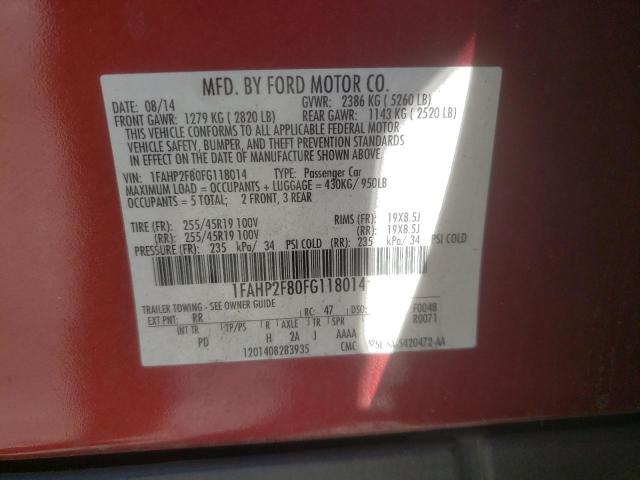 MFD. BY FORD MOTOR CO.
DATE: 08/14 GVWR: 2386 KG ( 5260 LB)
FRONT GAWR: 1279 KG ( 2820 LB) REAR GAWR: 1143 KG ( 2520 LB)
THIS VEHICLE CONFORMS TO ALL APPLICABLE FEDERAL MOTOR
VEHICLE SAFETY, BUMPER, AND THEFT PREVENTION STANDARDS
IN EFFECT ON THE DATE OF MANUFACTURE SHOWN ABOVE.
VIN: 1FAHP2F80FG118014 TYPE: Passenger Car
MAXIMUM LOAD = OCCUPANTS + LUGGAGE = 430KG/ 950LB
OCCUPANTS = 5 TOTAL; 2 FRONT, 3 REAR
TIRE (FR): 255/45R19 100V RIMS (FR): 19X8.5J
(RR): 255/45R19 100V (RR): 19X8.5J
PRESSURE (FR): 235 kPa/ 34 PSI COLD (RR): 235 kPa/ 34 PSI COLD
1FAHP2F80FG118014
TRAILER TOWING - SEE OWNER GUIDE
EXT PNT: RR RC: 47 DSO: F0048
R0071
INT TR TP/PS R AXLE TR SPR
PD H 2A J AAAA
1201408283935 CMC 5420472-AA